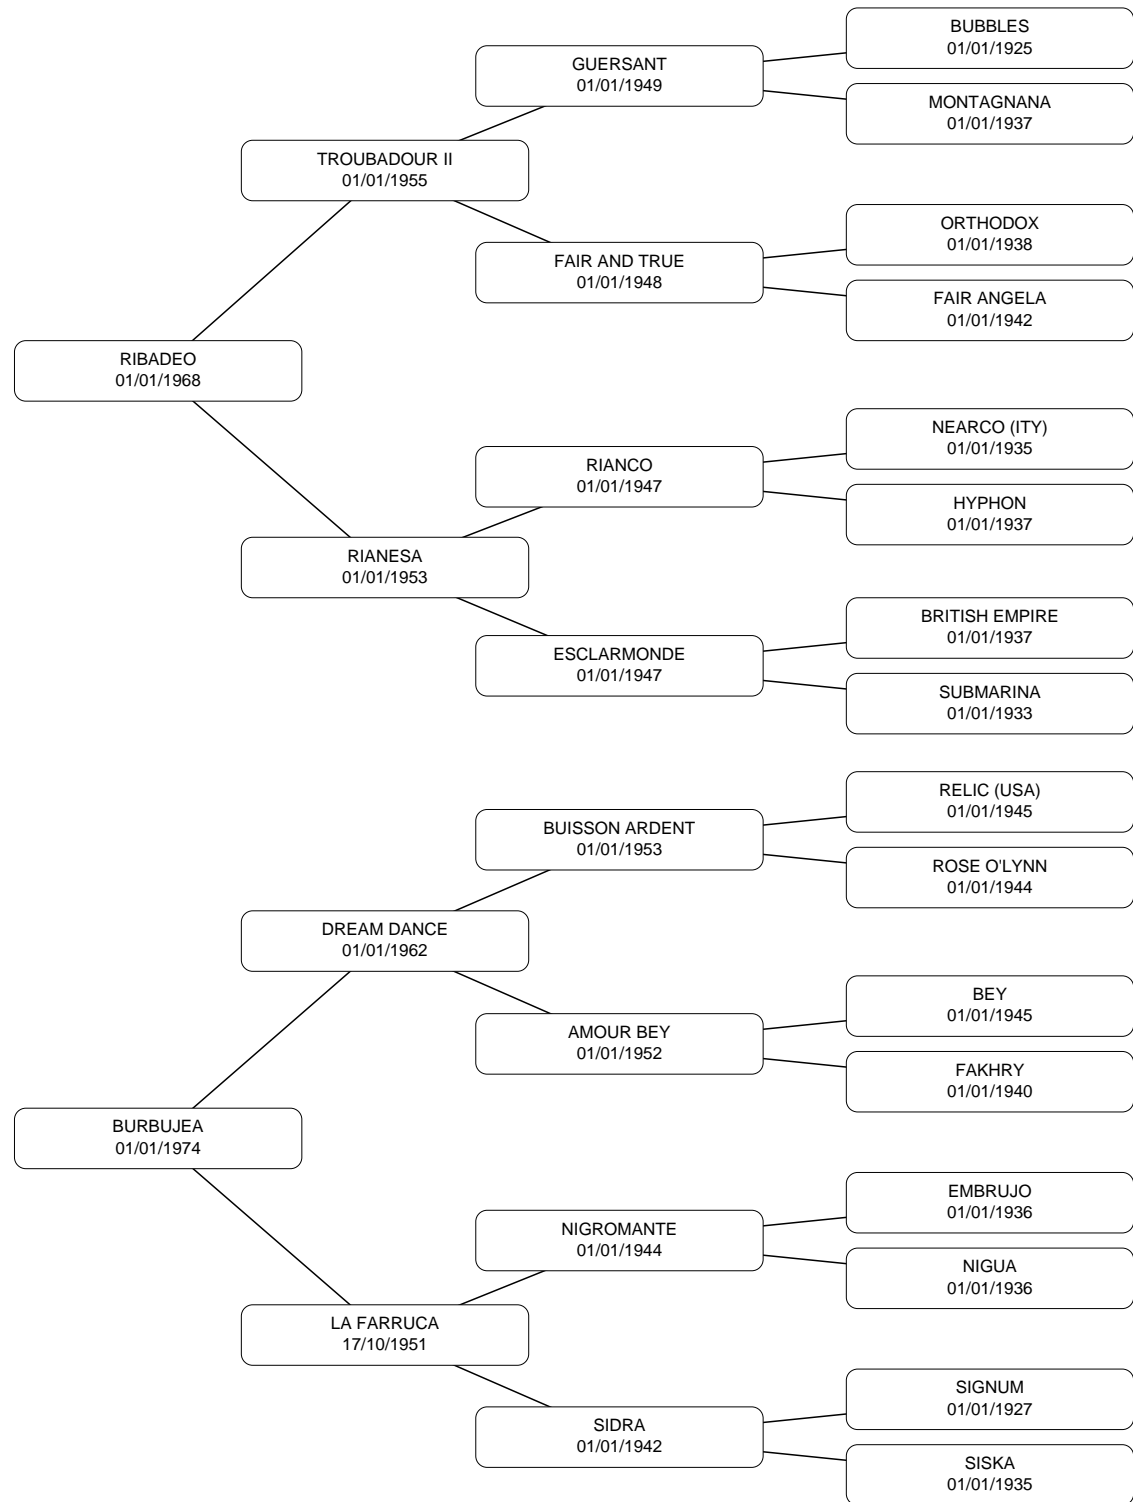 BUBBLES
01/01/1925
GUERSANT
01/01/1949
MONTAGNANA
01/01/1937
TROUBADOUR II
01/01/1955
ORTHODOX
01/01/1938
FAIR AND TRUE
01/01/1948
FAIR ANGELA
01/01/1942
RIBADEO
01/01/1968
NEARCO (ITY)
01/01/1935
RIANCO
01/01/1947
HYPHON
01/01/1937
RIANESA
01/01/1953
BRITISH EMPIRE
01/01/1937
ESCLARMONDE
01/01/1947
SUBMARINA
01/01/1933
RELIC (USA)
01/01/1945
BUISSON ARDENT
01/01/1953
ROSE O'LYNN
01/01/1944
DREAM DANCE
01/01/1962
BEY
01/01/1945
AMOUR BEY
01/01/1952
FAKHRY
01/01/1940
BURBUJEA
01/01/1974
EMBRUJO
01/01/1936
NIGROMANTE
01/01/1944
NIGUA
01/01/1936
LA FARRUCA
17/10/1951
SIGNUM
01/01/1927
SIDRA
01/01/1942
SISKA
01/01/1935